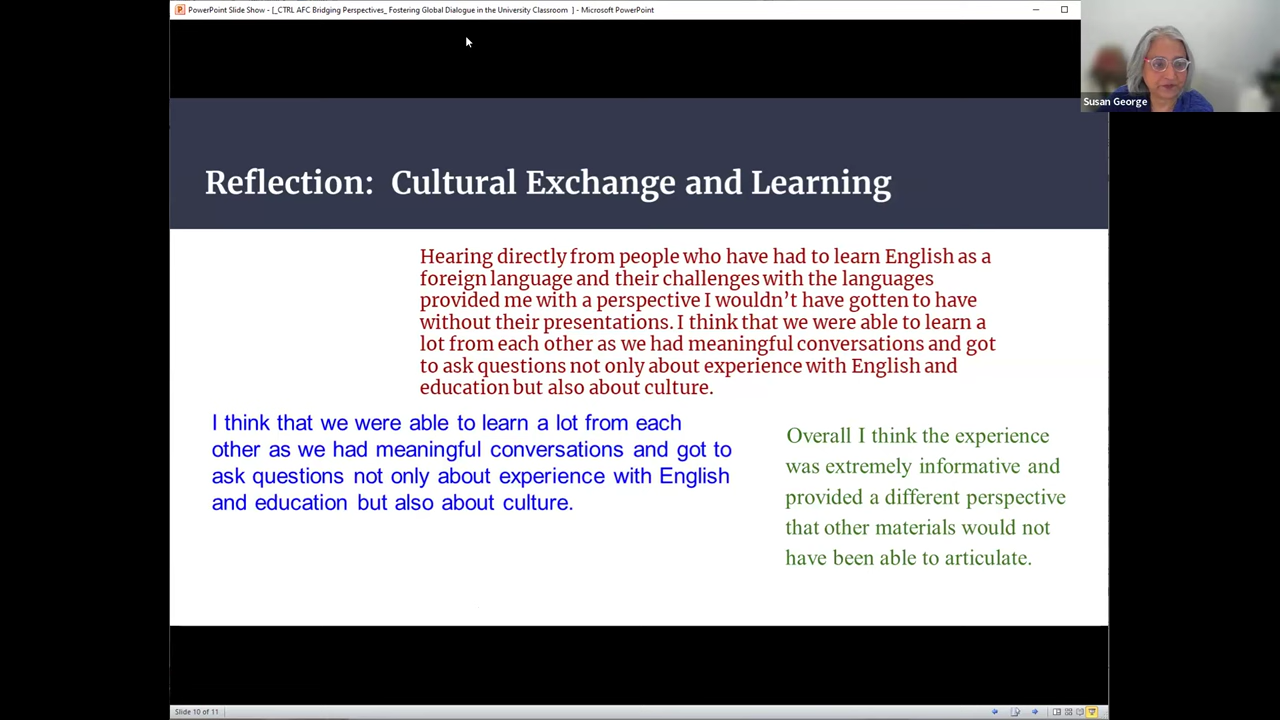 PowerPoint Slide Show - [_CTRL AFC Bridging Perspectives_ Fostering Global Dialogue in the University Classroom  ] - Microsoft PowerPoint
Susan George
Reflection:  Cultural Exchange and Learning
Hearing directly from people who have had to learn English as a
foreign language and their challenges with the languages
provided me with a perspective I wouldn’t have gotten to have
without their presentations. I think that we were able to learn a
lot from each other as we had meaningful conversations and got
to ask questions not only about experience with English and
education but also about culture.
I think that we were able to learn a lot from each
other as we had meaningful conversations and got to
ask questions not only about experience with English
and education but also about culture.
Overall I think the experience
was extremely informative and
provided a different perspective
that other materials would not
have been able to articulate.
Slide 10 of 11